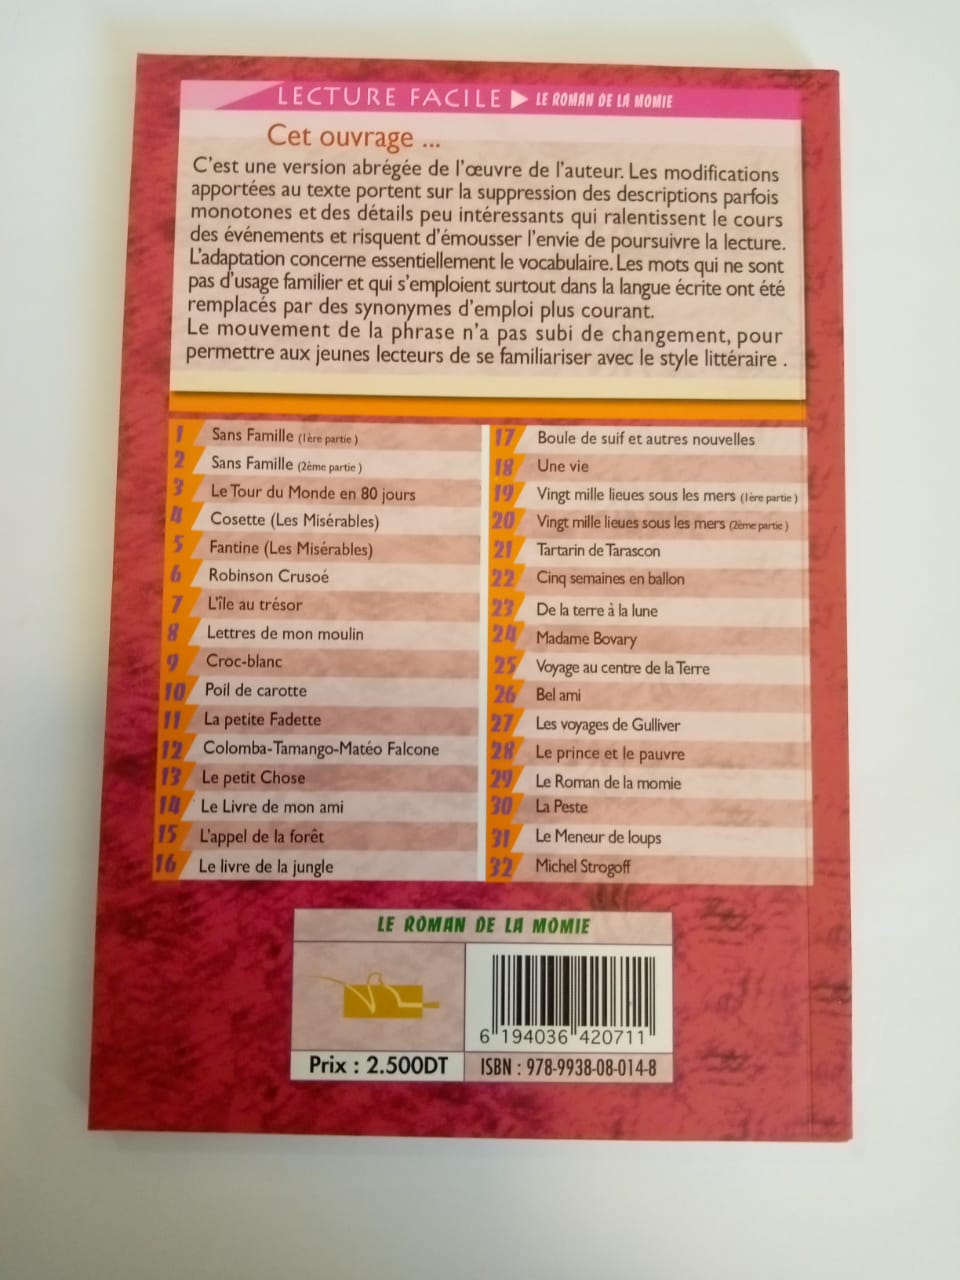 LECTURE FACILE ▶ LE ROMAN DE LA MOMIE
Cet ouvrage ...
C'est une version abrégée de l'œuvre de l'auteur. Les modifications
apportées au texte portent sur la suppression des descriptions parfois
monotones et des détails peu intéressants qui ralentissent le cours
des événements et risquent d'émousser l'envie de poursuivre la lecture.
L'adaptation concerne essentiellement le vocabulaire. Les mots qui ne sont
pas d'usage familier et qui s'emploient surtout dans la langue écrite ont été
remplacés par des synonymes d'emploi plus courant.
Le mouvement de la phrase n'a pas subi de changement, pour
permettre aux jeunes lecteurs de se familiariser avec le style littéraire .
1 Sans Famille (1ère partie )
2 Sans Famille (2ème partie )
3 Le Tour du Monde en 80 jours
4 Cosette (Les Misérables)
5 Fantine (Les Misérables)
6 Robinson Crusoé
7 L'île au trésor
8 Lettres de mon moulin
9 Croc-blanc
10 Poil de carotte
11 La petite Fadette
12 Colomba-Tamango-Matéo Falcone
13 Le petit Chose
14 Le Livre de mon ami
15 L'appel de la forêt
16 Le livre de la jungle
17 Boule de suif et autres nouvelles
18 Une vie
19 Vingt mille lieues sous les mers (1ère partie )
20 Vingt mille lieues sous les mers (2ème partie )
21 Tartarin de Tarascon
22 Cinq semaines en ballon
23 De la terre à la lune
24 Madame Bovary
25 Voyage au centre de la Terre
26 Bel ami
27 Les voyages de Gulliver
28 Le prince et le pauvre
29 Le Roman de la momie
30 La Peste
31 Le Meneur de loups
32 Michel Strogoff
LE ROMAN DE LA MOMIE
6 194036 420711
Prix : 2.500DT
ISBN : 978-9938-08-014-8